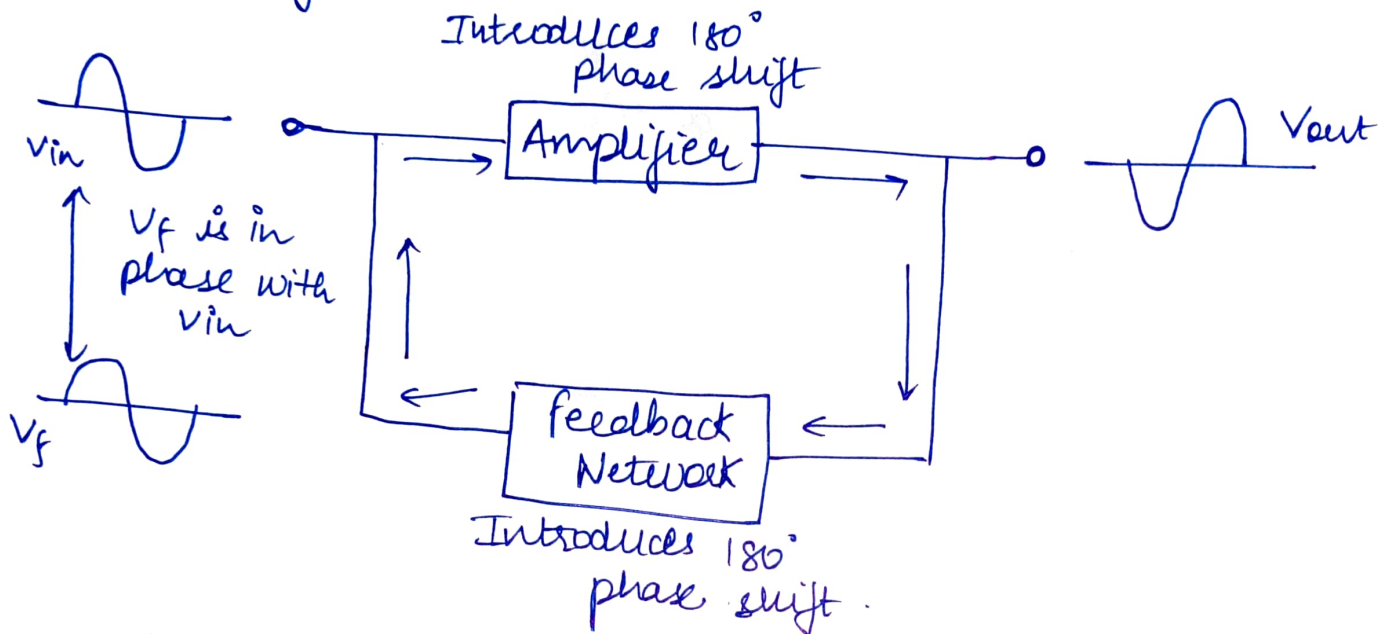 Introduces 180°
phase shift
Vin
Amplifier
Vout
Vf is in
phase with
Vin
Vf
feedback
Network
Introduces 180°
phase shift.